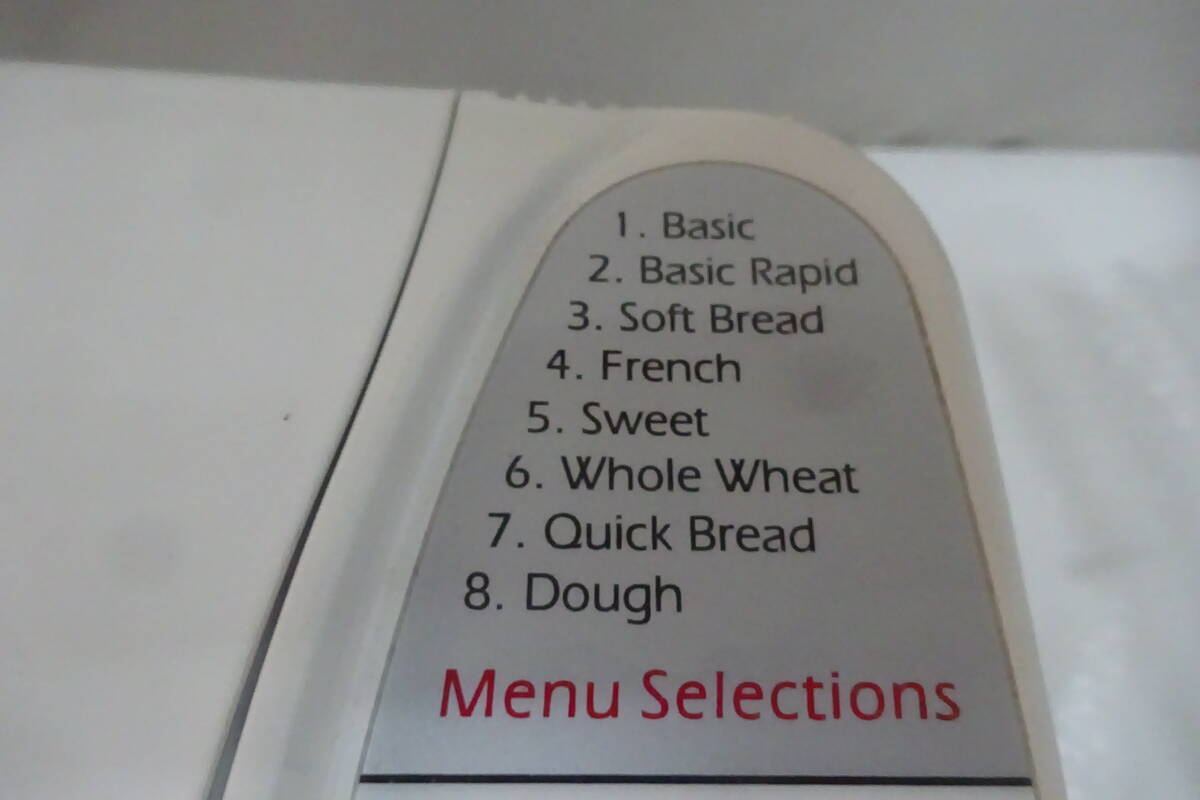 1. Basic
2. Basic Rapid
3. Soft Bread
4. French
5. Sweet
6. Whole Wheat
7. Quick Bread
8. Dough
Menu Selections